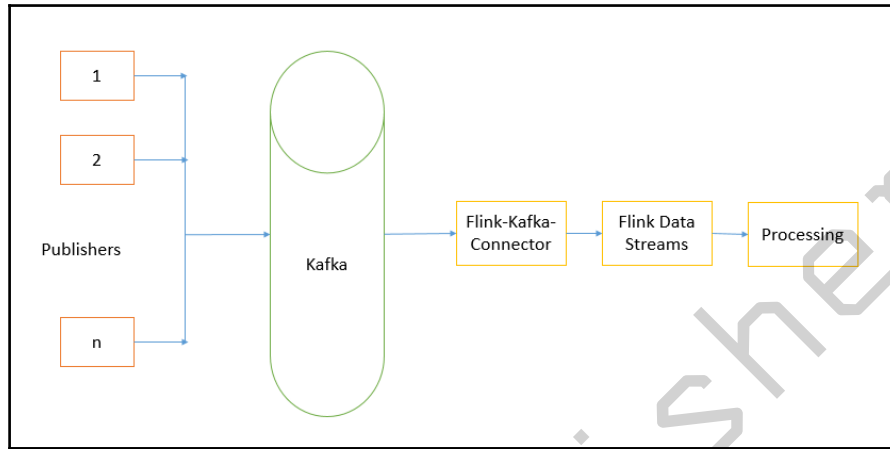 1
2
Publishers
n
Kafka
Flink-Kafka-
Connector
Flink Data
Streams
Processing